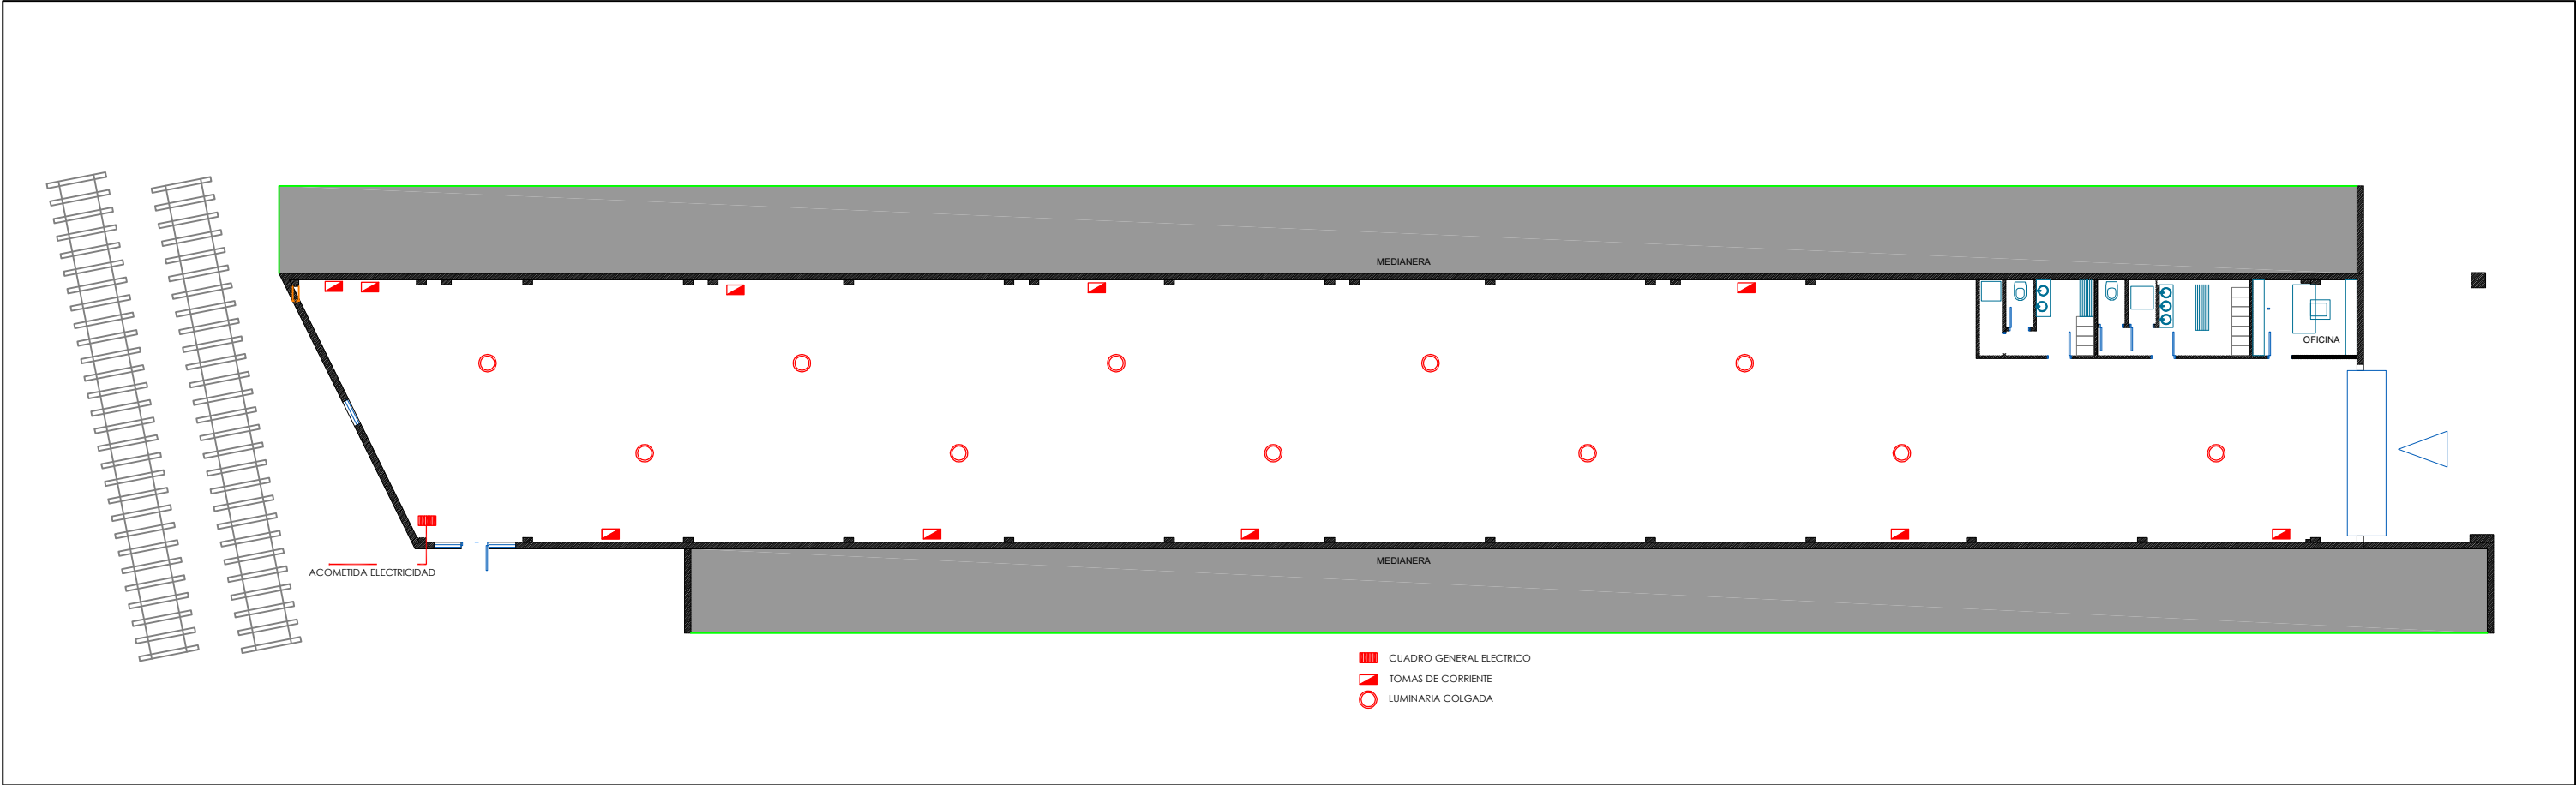 MEDIANERA
OFICINA
MEDIANERA
ACOMETIDA ELECTRICIDAD
CUADRO GENERAL ELECTRICO
TOMAS DE CORRIENTE
LUMINARIA COLGADA